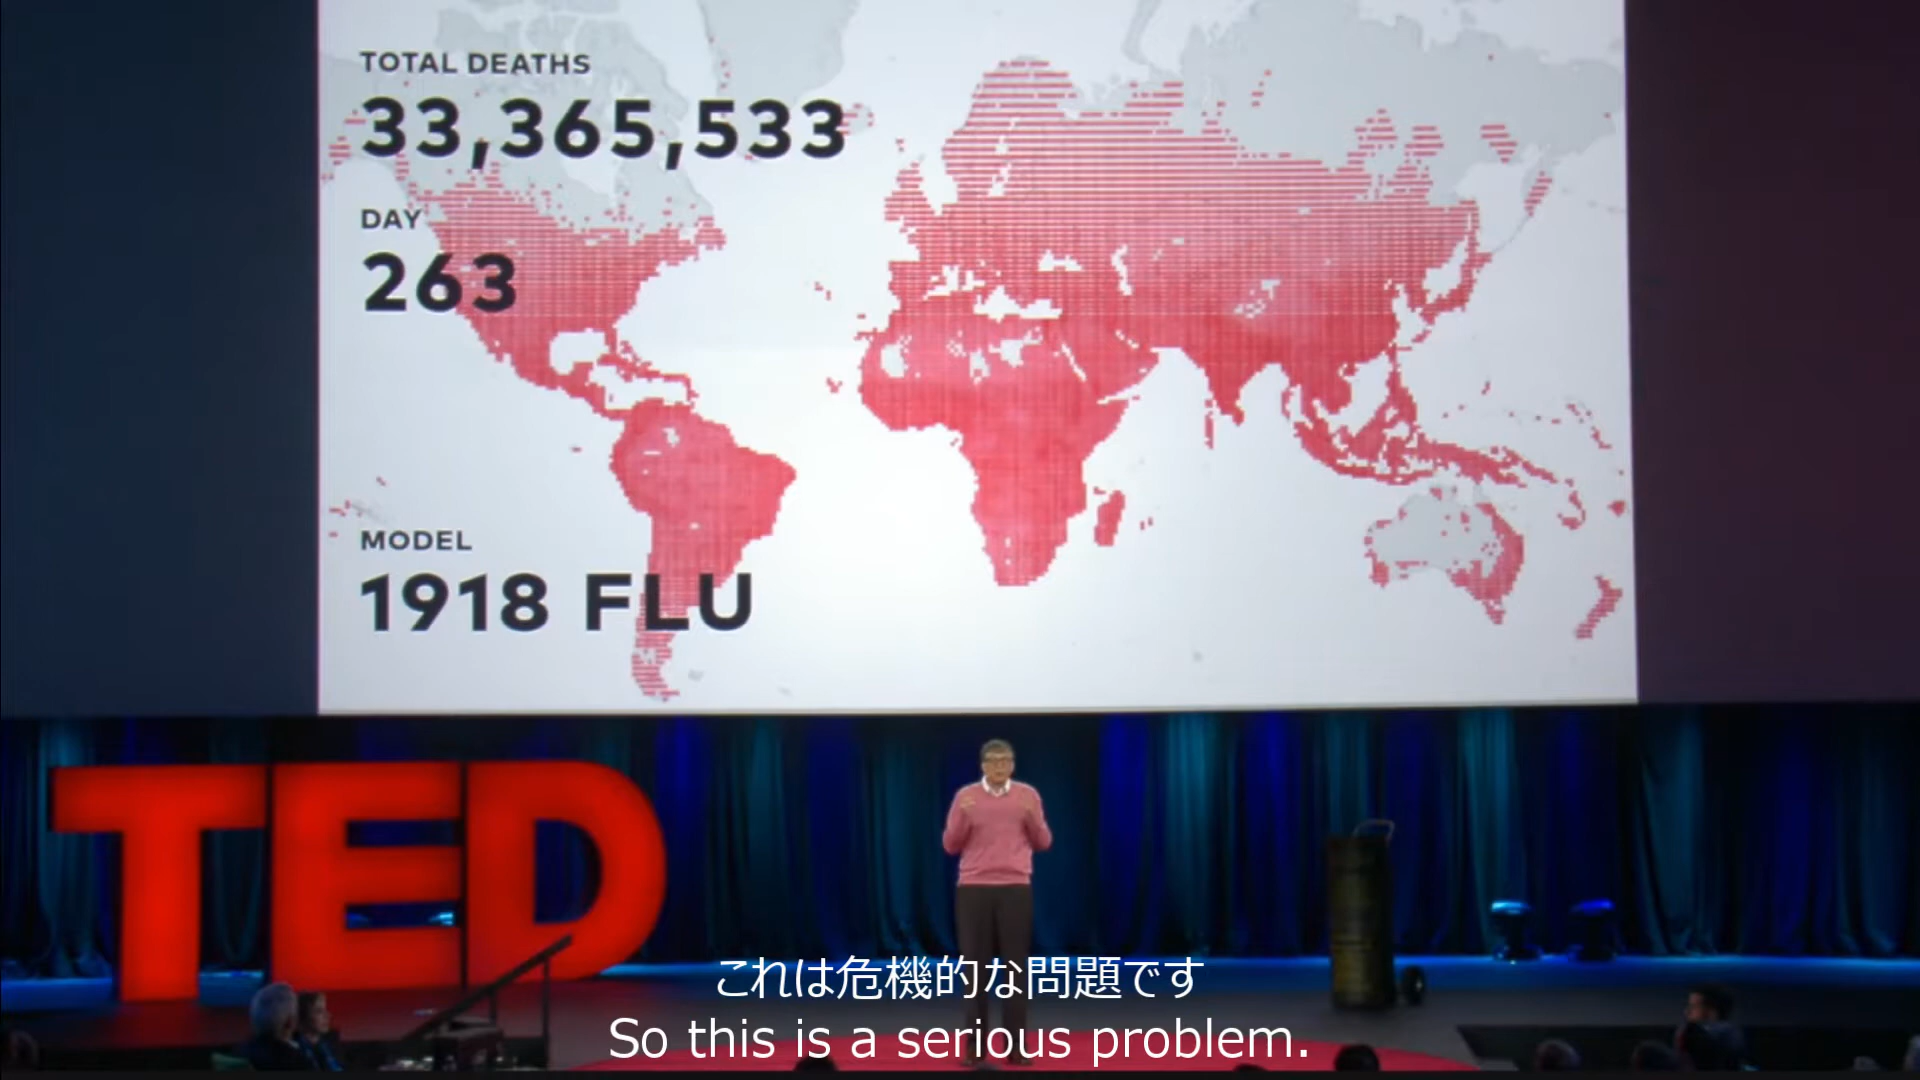 TOTAL DEATHS
33,365,533
DAY
263
MODEL
1918 FLU
TED
これは危機的な問題です
So this is a serious problem.